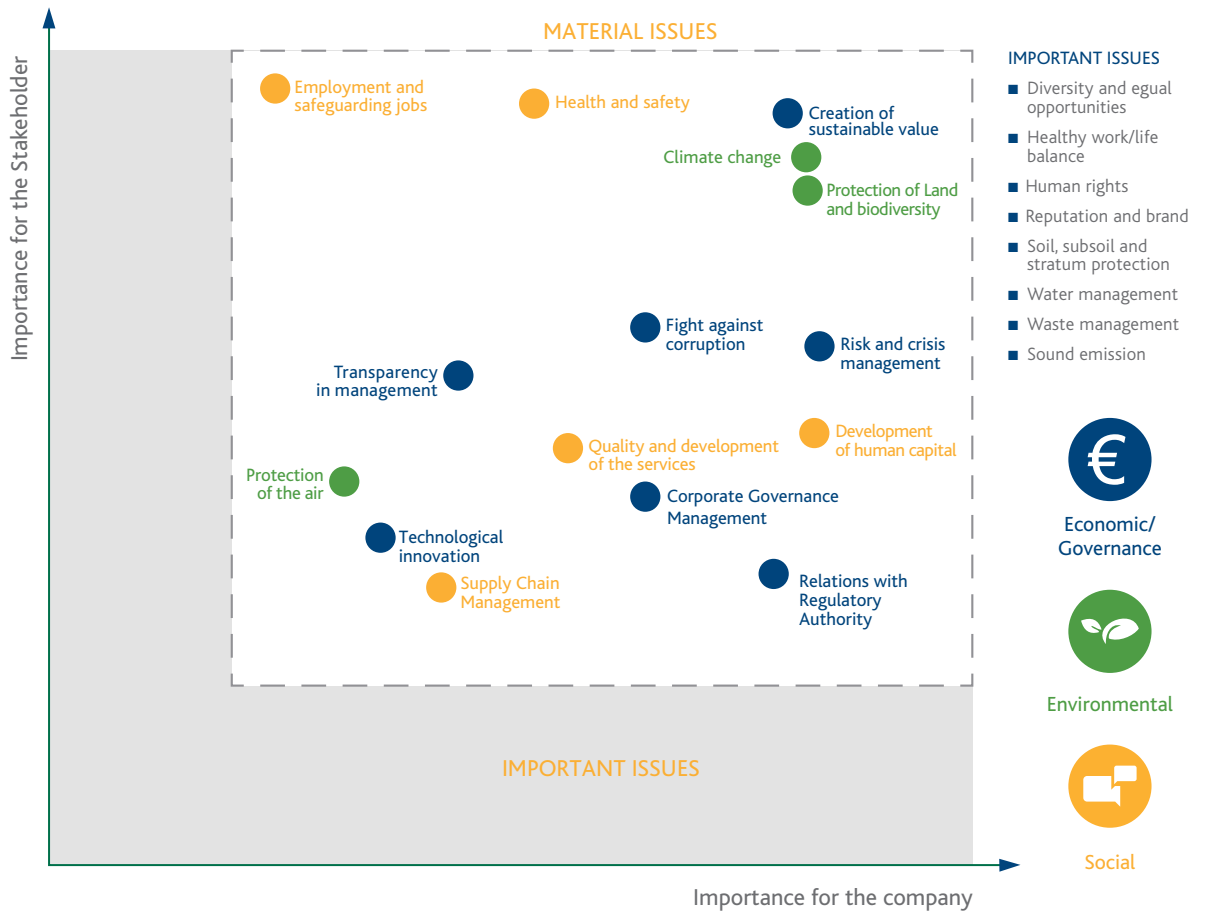 MATERIAL ISSUES
Importance for the Stakeholder
Employment and
safeguarding jobs
Health and safety
Creation of
sustainable value
Climate change
Protection of Land
and biodiversity
Fight against
corruption
Risk and crisis
management
Transparency
in management
Development
of human capital
Quality and development
of the services
Protection
of the air
Corporate Governance
Management
Technological
innovation
Supply Chain
Management
Relations with
Regulatory
Authority
IMPORTANT ISSUES
Importance for the company
IMPORTANT ISSUES
Diversity and egual
opportunities
Healthy work/life
balance
Human rights
Reputation and brand
Soil, subsoil and
stratum protection
Water management
Waste management
Sound emission
€
Economic/
Governance
Environmental
Social